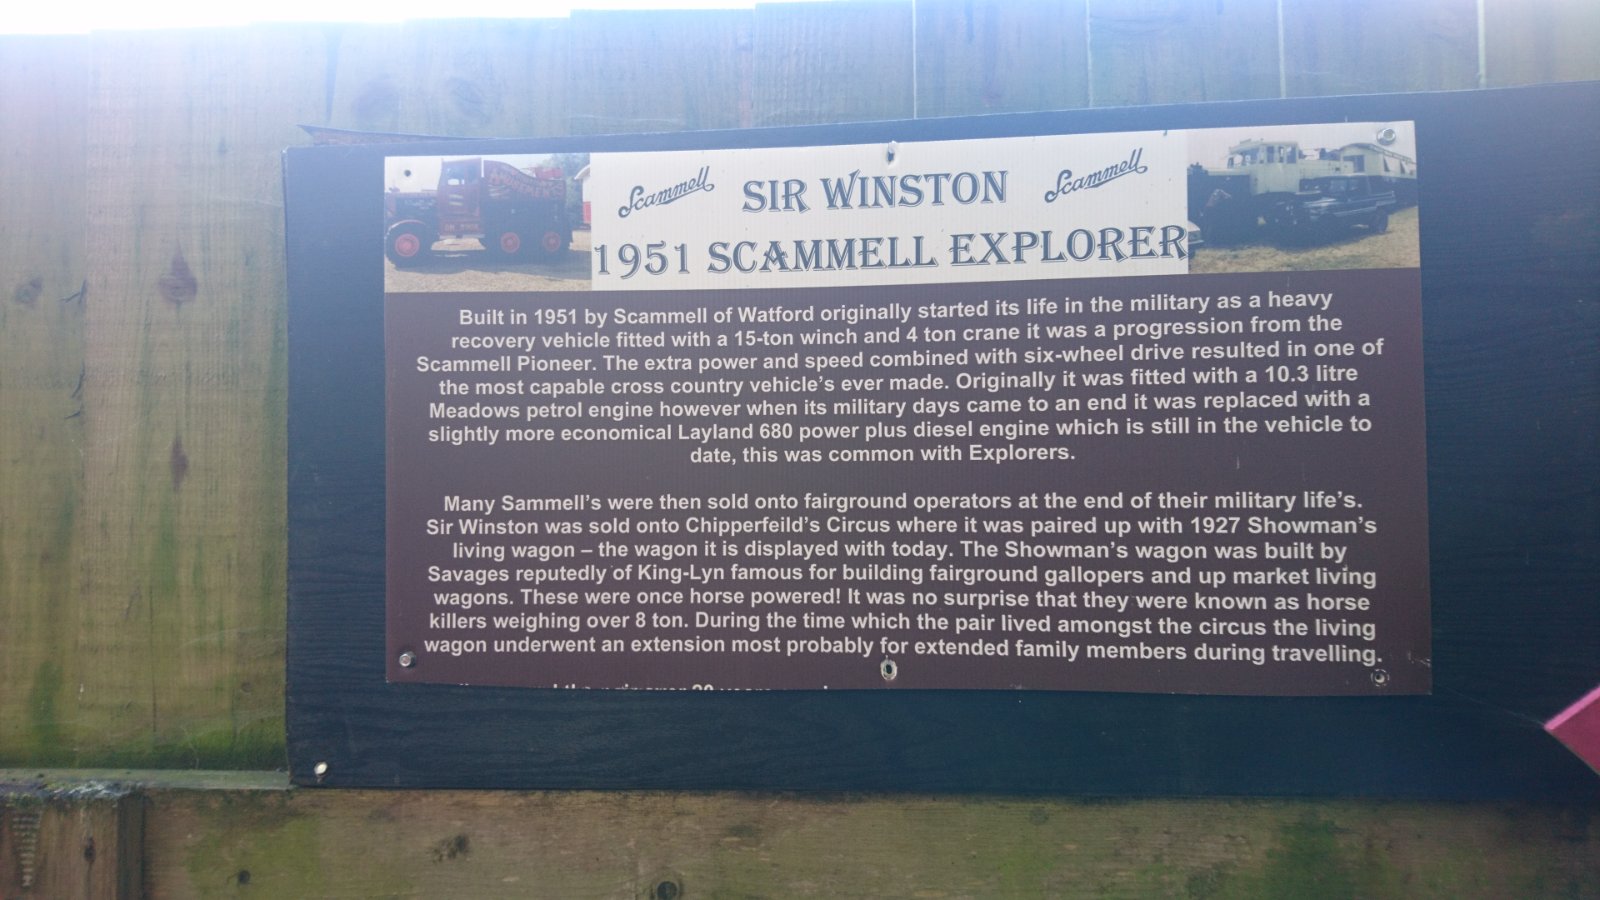 Scammell SIR WINSTON Scammell
1951 SCAMMELL EXPLORER
Built in 1951 by Scammell of Watford originally started its life in the military as a heavy
recovery vehicle fitted with a 15-ton winch and 4 ton crane it was a progression from the
Scammell Pioneer. The extra power and speed combined with six-wheel drive resulted in one of
the most capable cross country vehicle's ever made. Originally it was fitted with a 10.3 litre
Meadows petrol engine however when its military days came to an end it was replaced with a
slightly more economical Layland 680 power plus diesel engine which is still in the vehicle to
date, this was common with Explorers.
Many Sammell's were then sold onto fairground operators at the end of their military life's.
Sir Winston was sold onto Chipperfeild's Circus where it was paired up with 1927 Showman's
living wagon – the wagon it is displayed with today. The Showman's wagon was built by
Savages reputedly of King-Lyn famous for building fairground gallopers and up market living
wagons. These were once horse powered! It was no surprise that they were known as horse
killers weighing over 8 ton. During the time which the pair lived amongst the circus the living
wagon underwent an extension most probably for extended family members during travelling.